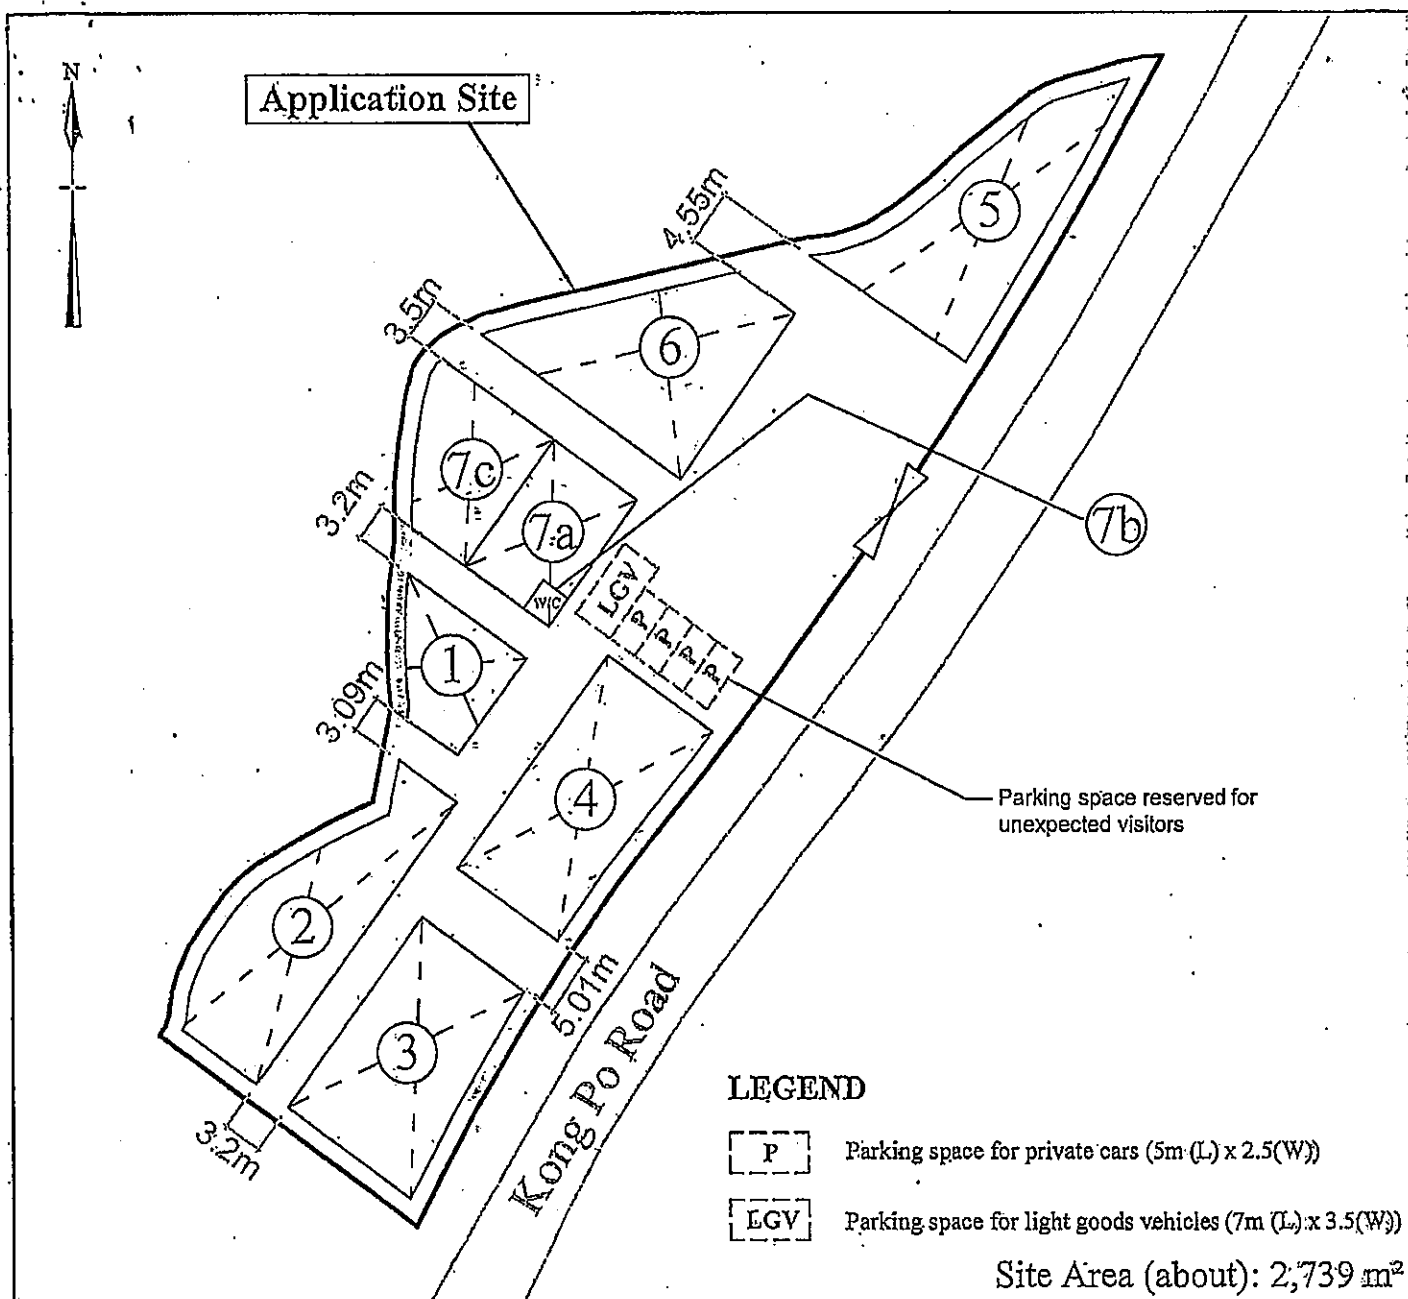 N
Application Site
5
4.55m
6
3.5m
7c
7a
7b
3.2m
W/C
LGV
P
P
P
P
1
3.09m
4
Parking space reserved for
unexpected visitors
2
3
5.01m
3.2m
Kong Po Road
LEGEND
P Parking space for private cars (5m (L) x 2.5(W))
LGV Parking space for light goods vehicles (7m (L) x 3.5(W))
Site Area (about): 2,739 m²